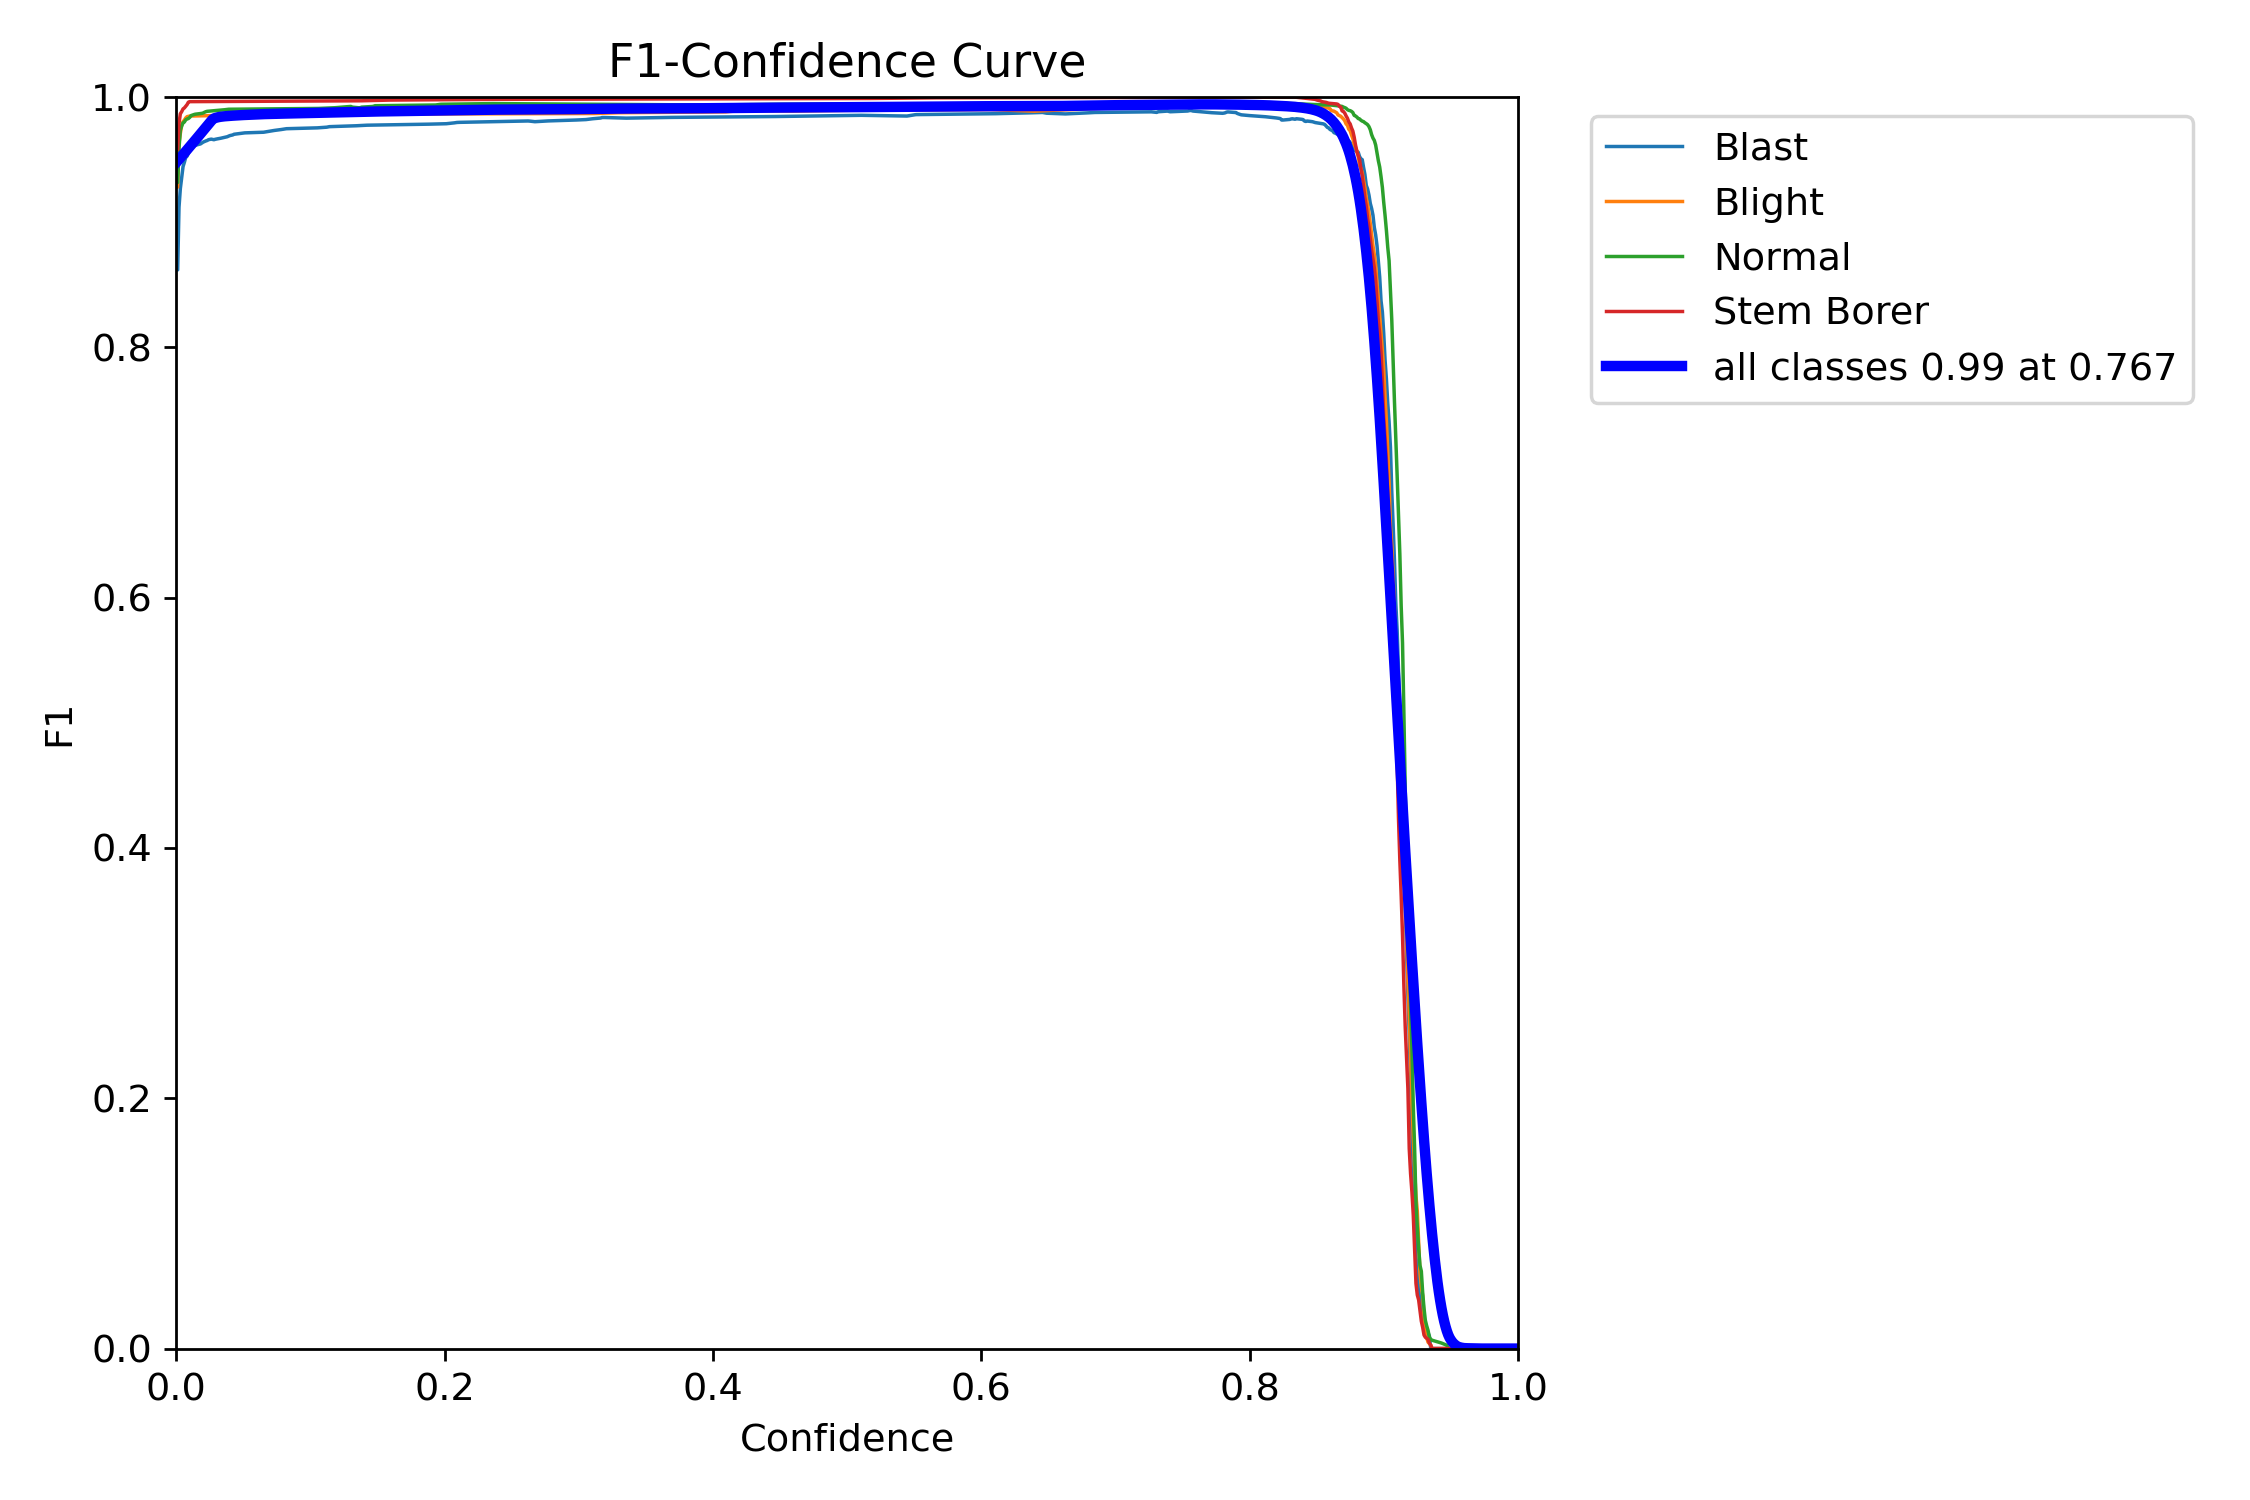 F1-Confidence Curve
1.0
0.8
0.6
0.4
0.2
0.0
F1
0.0 0.2 0.4 0.6 0.8 1.0
Confidence
Blast
Blight
Normal
Stem Borer
all classes 0.99 at 0.767